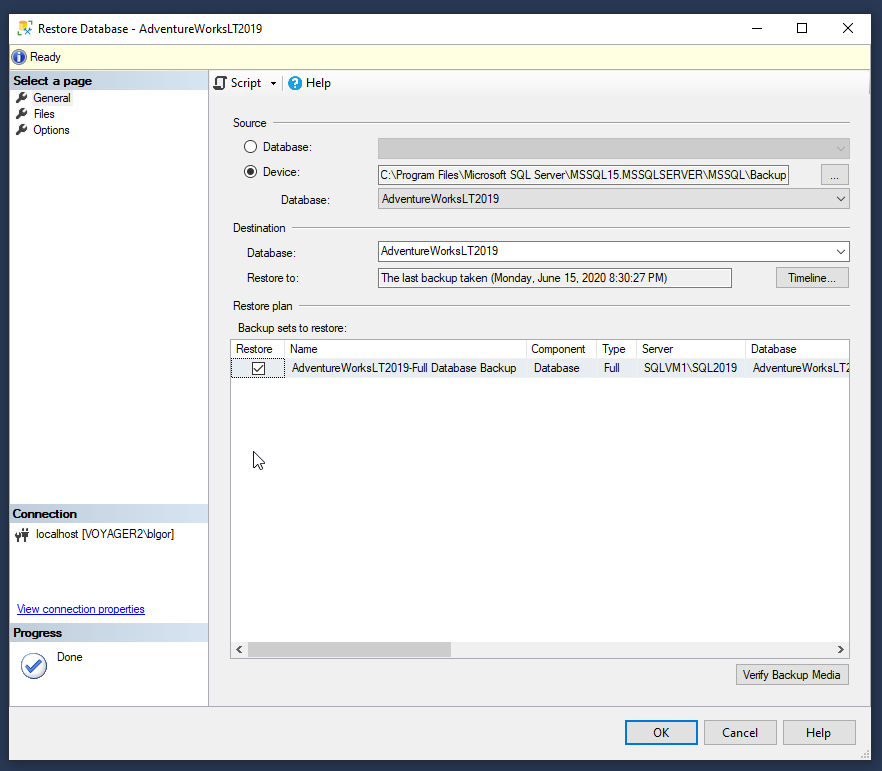 Restore Database - AdventureWorksLT2019
Ready
Select a page
General
Files
Options
Script
Help
Source
Database:
Device:
C:\Program Files\Microsoft SQL Server\MSSQL15.MSSQLSERVER\MSSQL\Backup
...
Database:
AdventureWorksLT2019
Destination
Database:
AdventureWorksLT2019
Restore to:
The last backup taken (Monday, June 15, 2020 8:30:27 PM)
Timeline...
Restore plan
Backup sets to restore:
Restore Name Component Type Server Database
AdventureWorksLT2019-Full Database Backup Database Full SQLVM1\SQL2019 AdventureWorksLT2
Connection
localhost [VOYAGER2\blgor]
View connection properties
Progress
Done
Verify Backup Media
OK Cancel Help